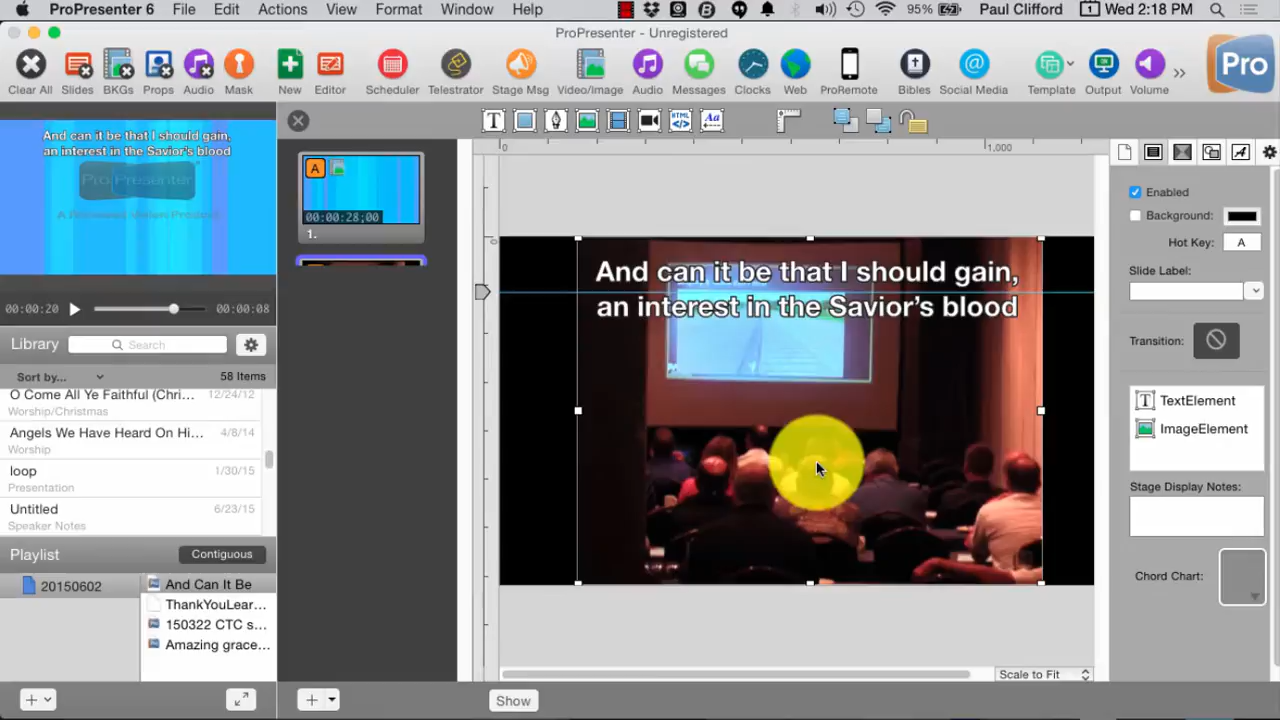 ProPresenter 6 File Edit Actions View Format Window Help 95% Paul Clifford 1 Wed 2:18 PM
ProPresenter - Unregistered
Clear All Slides BKGs Props Audio Mask New Editor Scheduler Telestrator Stage Msg Video/Image Audio Messages Clocks Web ProRemote Bibles Social Media Template Output Volume
Pro
And can it be that I should gain,
an interest in the Savior's blood
ProPresenter
00:00:20 00:00:08
Library Search
Sort by... 58 Items
O Come All Ye Faithful (Chri... 12/24/12
Worship/Christmas
Angels We Have Heard On Hi... 4/8/14
Worship
loop 1/30/15
Presentation
Untitled 6/23/15
Speaker Notes
Playlist Contiguous
20150602
And Can It Be
ThankYouLear...
150322 CTC s...
Amazing grace...
A
00:00:28;00
1.
T HTML Aa
0 1,000
0
And can it be that I should gain,
an interest in the Savior’s blood
Scale to Fit
Show
Enabled
Background:
Hot Key: A
Slide Label:
Transition:
TextElement
ImageElement
Stage Display Notes:
Chord Chart: